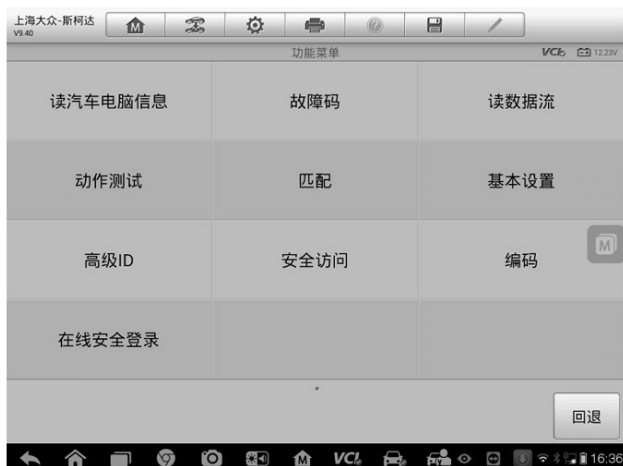 上海大众-斯柯达
V9.40
M
功能菜单
VCI 12.23V
读汽车电脑信息 故障码 读数据流
动作测试 匹配 基本设置
高级ID 安全访问 编码
M
在线安全登录
回退
M VCI 16:36